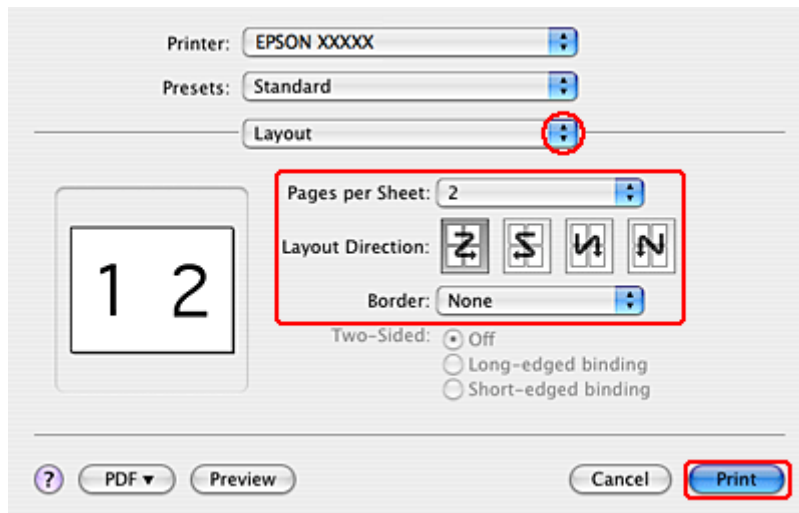 Printer: EPSON XXXXX
Presets: Standard
Layout
Pages per Sheet: 2
Layout Direction:
1 2
Border: None
Two-Sided: Off
Long-edged binding
Short-edged binding
? PDF ▼ Preview Cancel Print